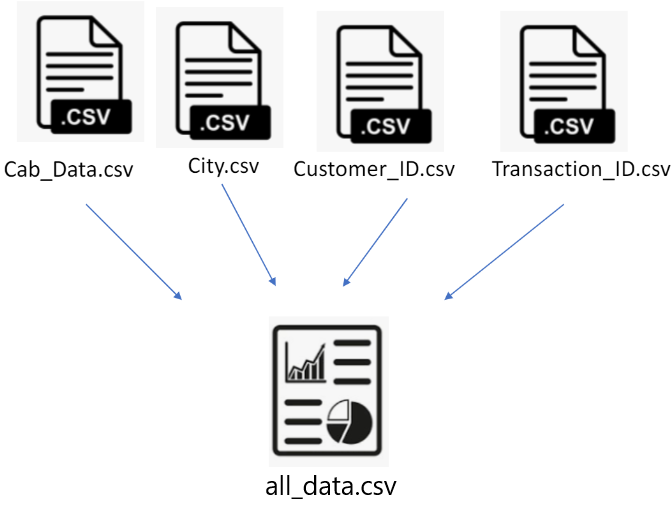 .CSV
.CSV
.CSV
.CSV
Cab_Data.csv
City.csv
Customer_ID.csv
Transaction_ID.csv
all_data.csv